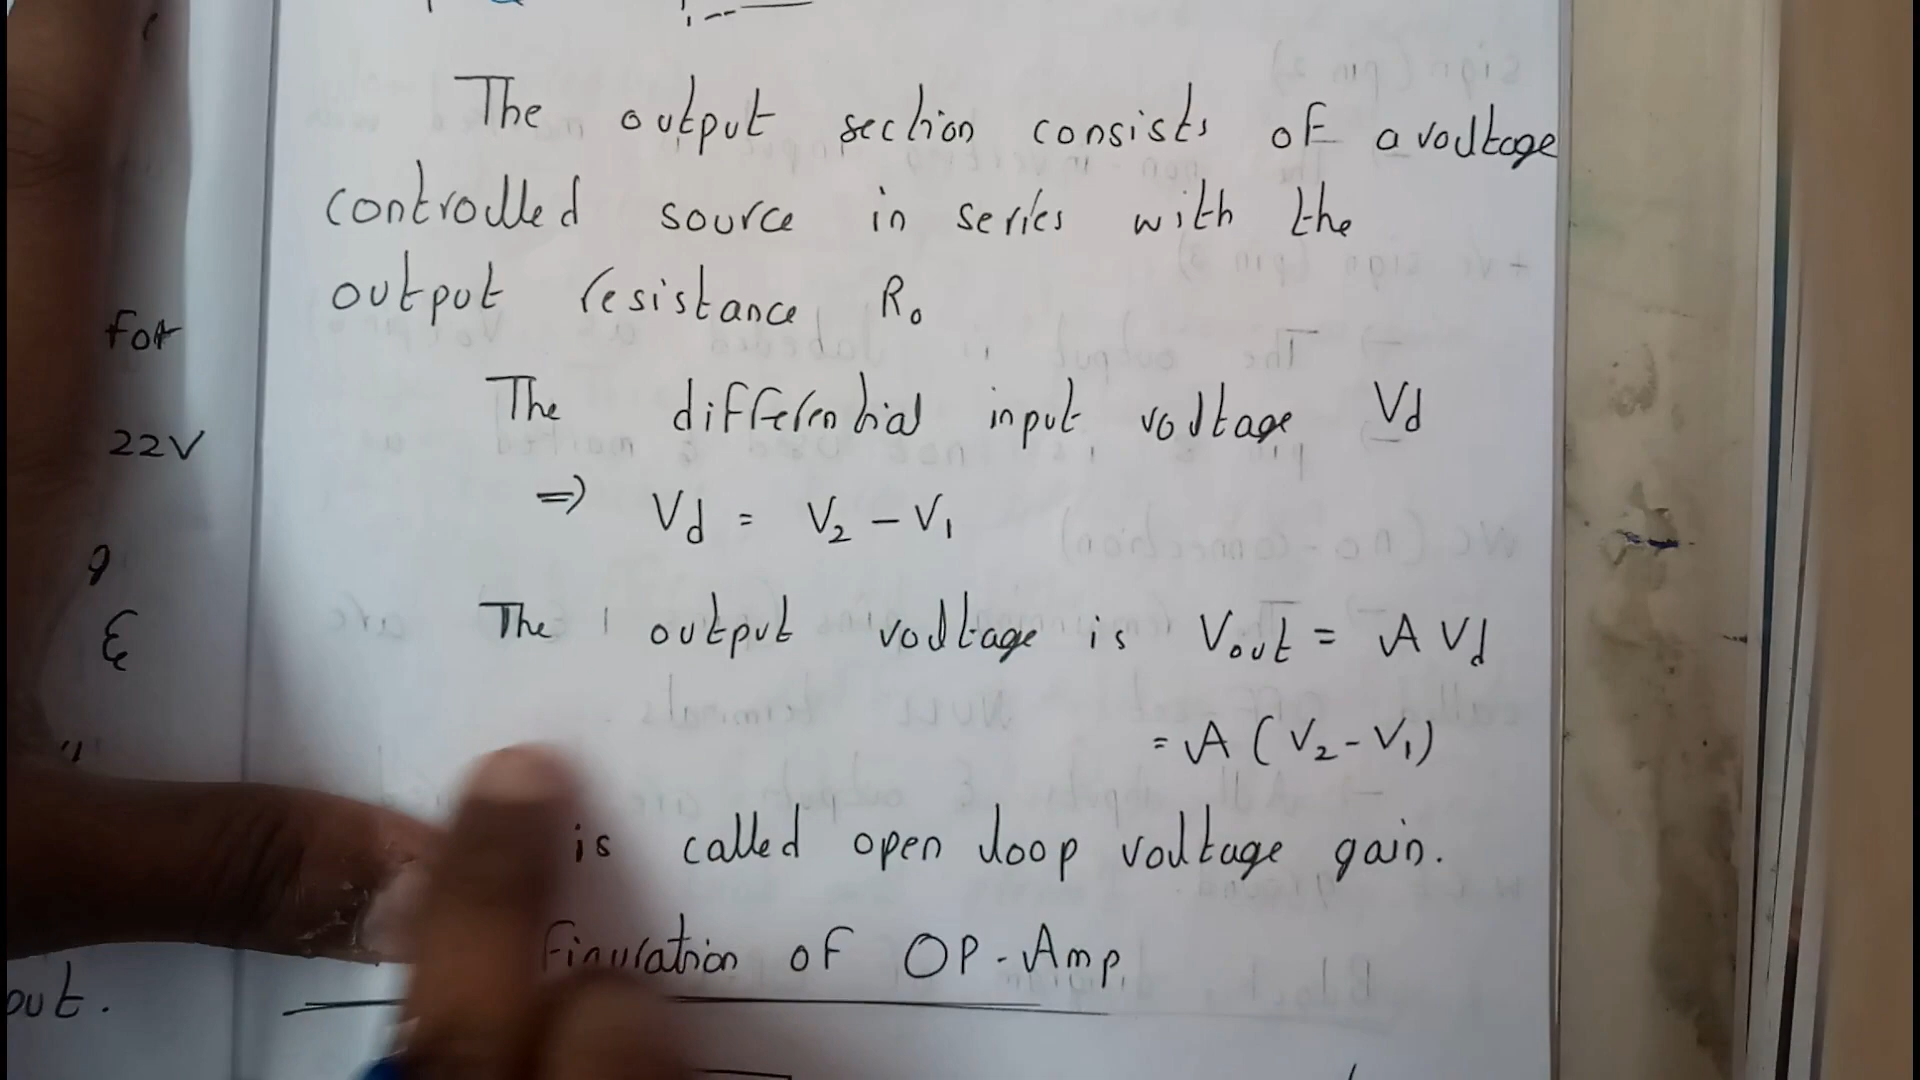 The output section consists of a voltage
controlled source in series with the
output resistance Ro
The differential input voltage Vd
=> Vd = V2 - V1
The output voltage is Vout = A Vd
= A (V2 - V1)
is called open loop voltage gain.
of OP-Amp
for
22V
&
out.